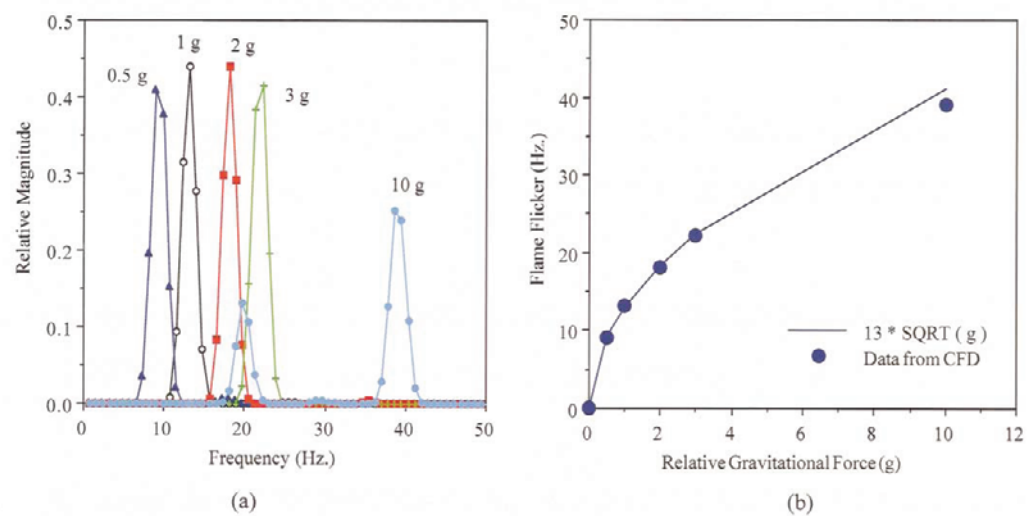 0.5
0.4
0.3
0.2
0.1
0.0
Relative Magnitude
0.5 g
1 g
2 g
3 g
10 g
0
10
20
30
40
50
Frequency (Hz.)
(a)
50
40
30
20
10
0
Flame Flicker (Hz.)
13 * SQRT ( g )
Data from CFD
0
2
4
6
8
10
12
Relative Gravitational Force (g)
(b)